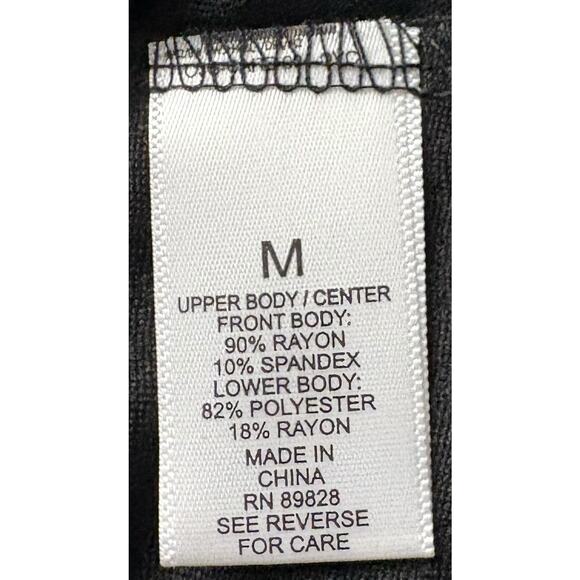 M
UPPER BODY / CENTER
FRONT BODY:
90% RAYON
10% SPANDEX
LOWER BODY:
82% POLYESTER
18% RAYON
MADE IN
CHINA
RN 89828
SEE REVERSE
FOR CARE